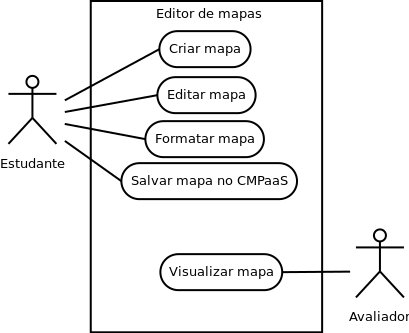 Editor de mapas
Criar mapa
Editar mapa
Formatar mapa
Estudante
Salvar mapa no CMPaaS
Visualizar mapa
Avaliador